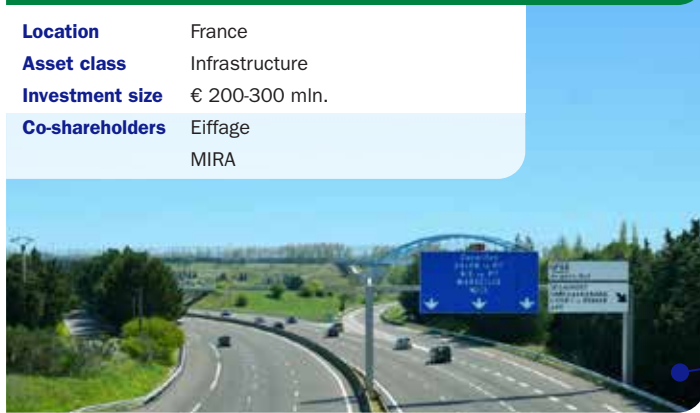 Location France
Asset class Infrastructure
Investment size € 200-300 mln.
Co-shareholders Eiffage
MIRA
MARSEILLE